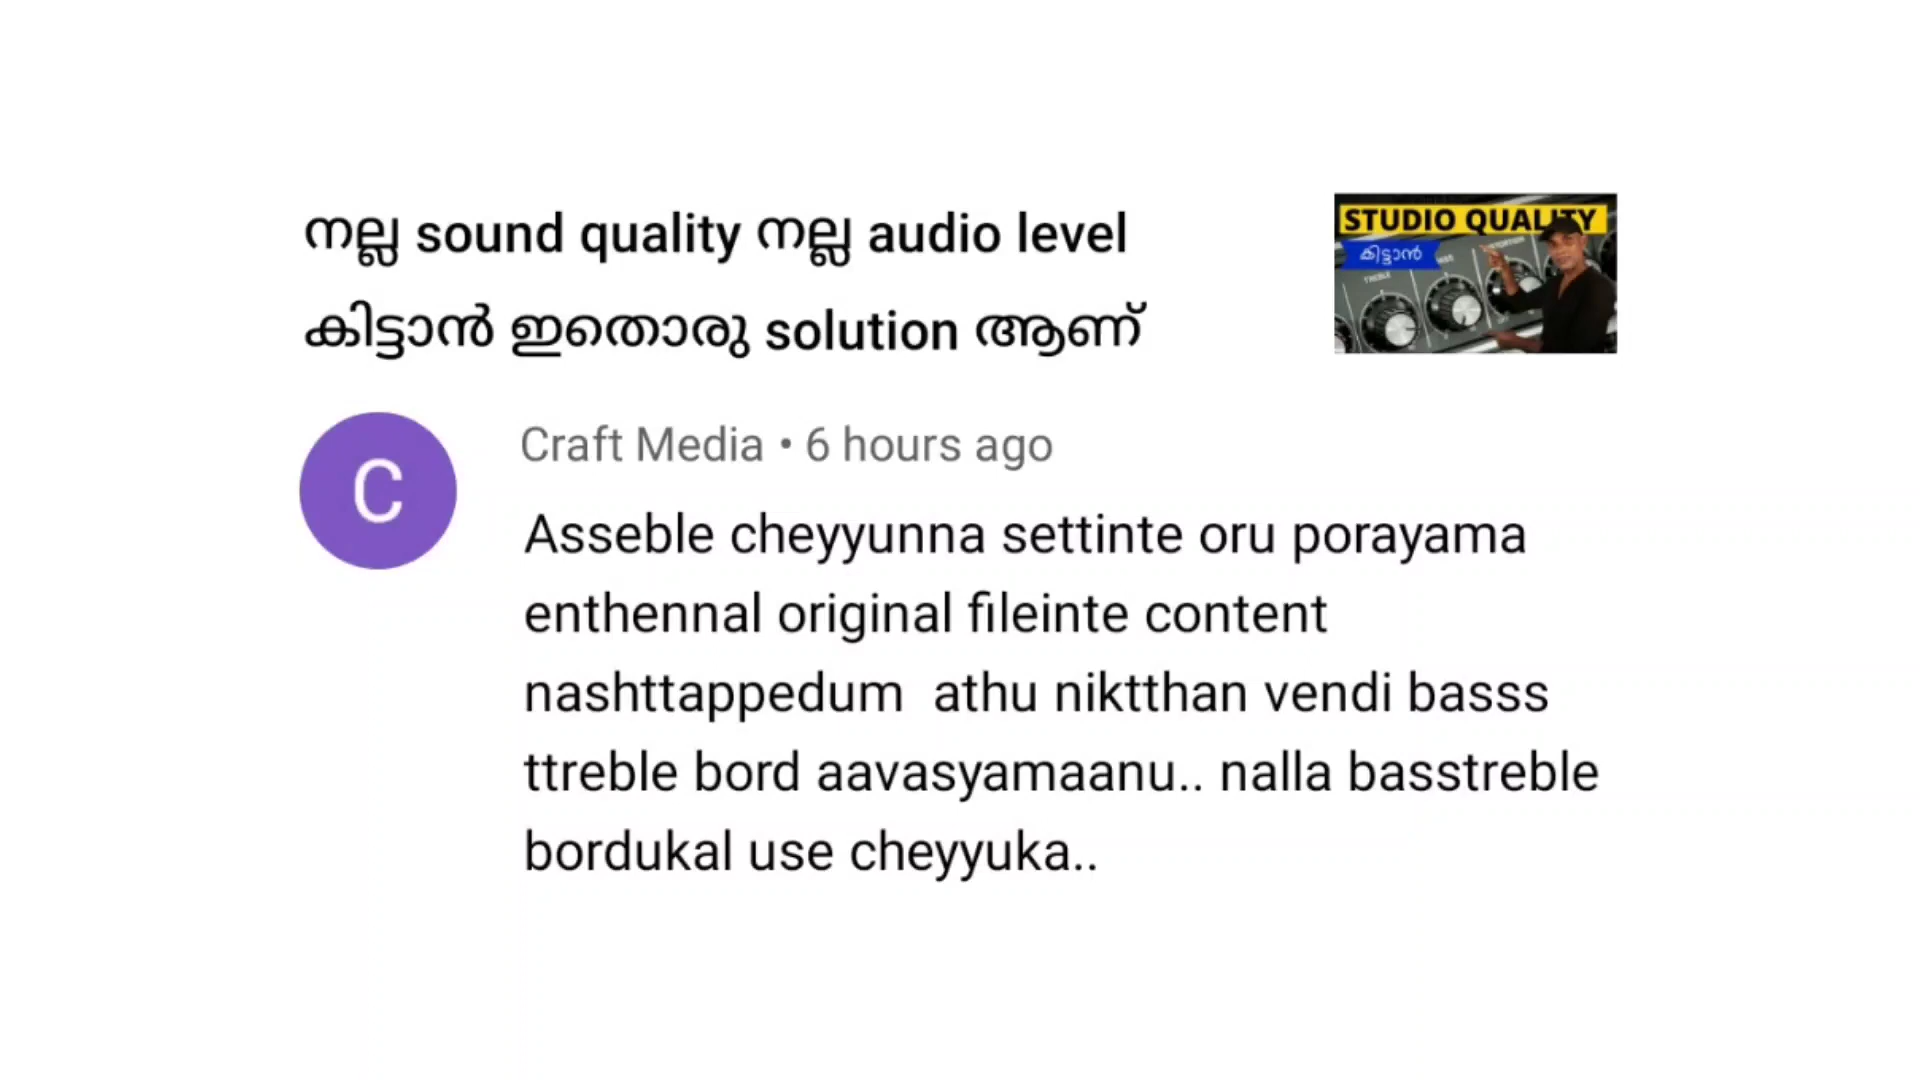 നല്ല sound quality നല്ല audio level
കിട്ടാൻ ഇതൊരു solution ആണ്
STUDIO QUALITY
കിട്ടാൻ
TREBLE
C
Craft Media • 6 hours ago
Asseble cheyyunna settinte oru porayama
enthennal original fileinte content
nashttappedum athu niktthan vendi basss
ttreble bord aavasyamaanu.. nalla basstreble
bordukal use cheyyuka..